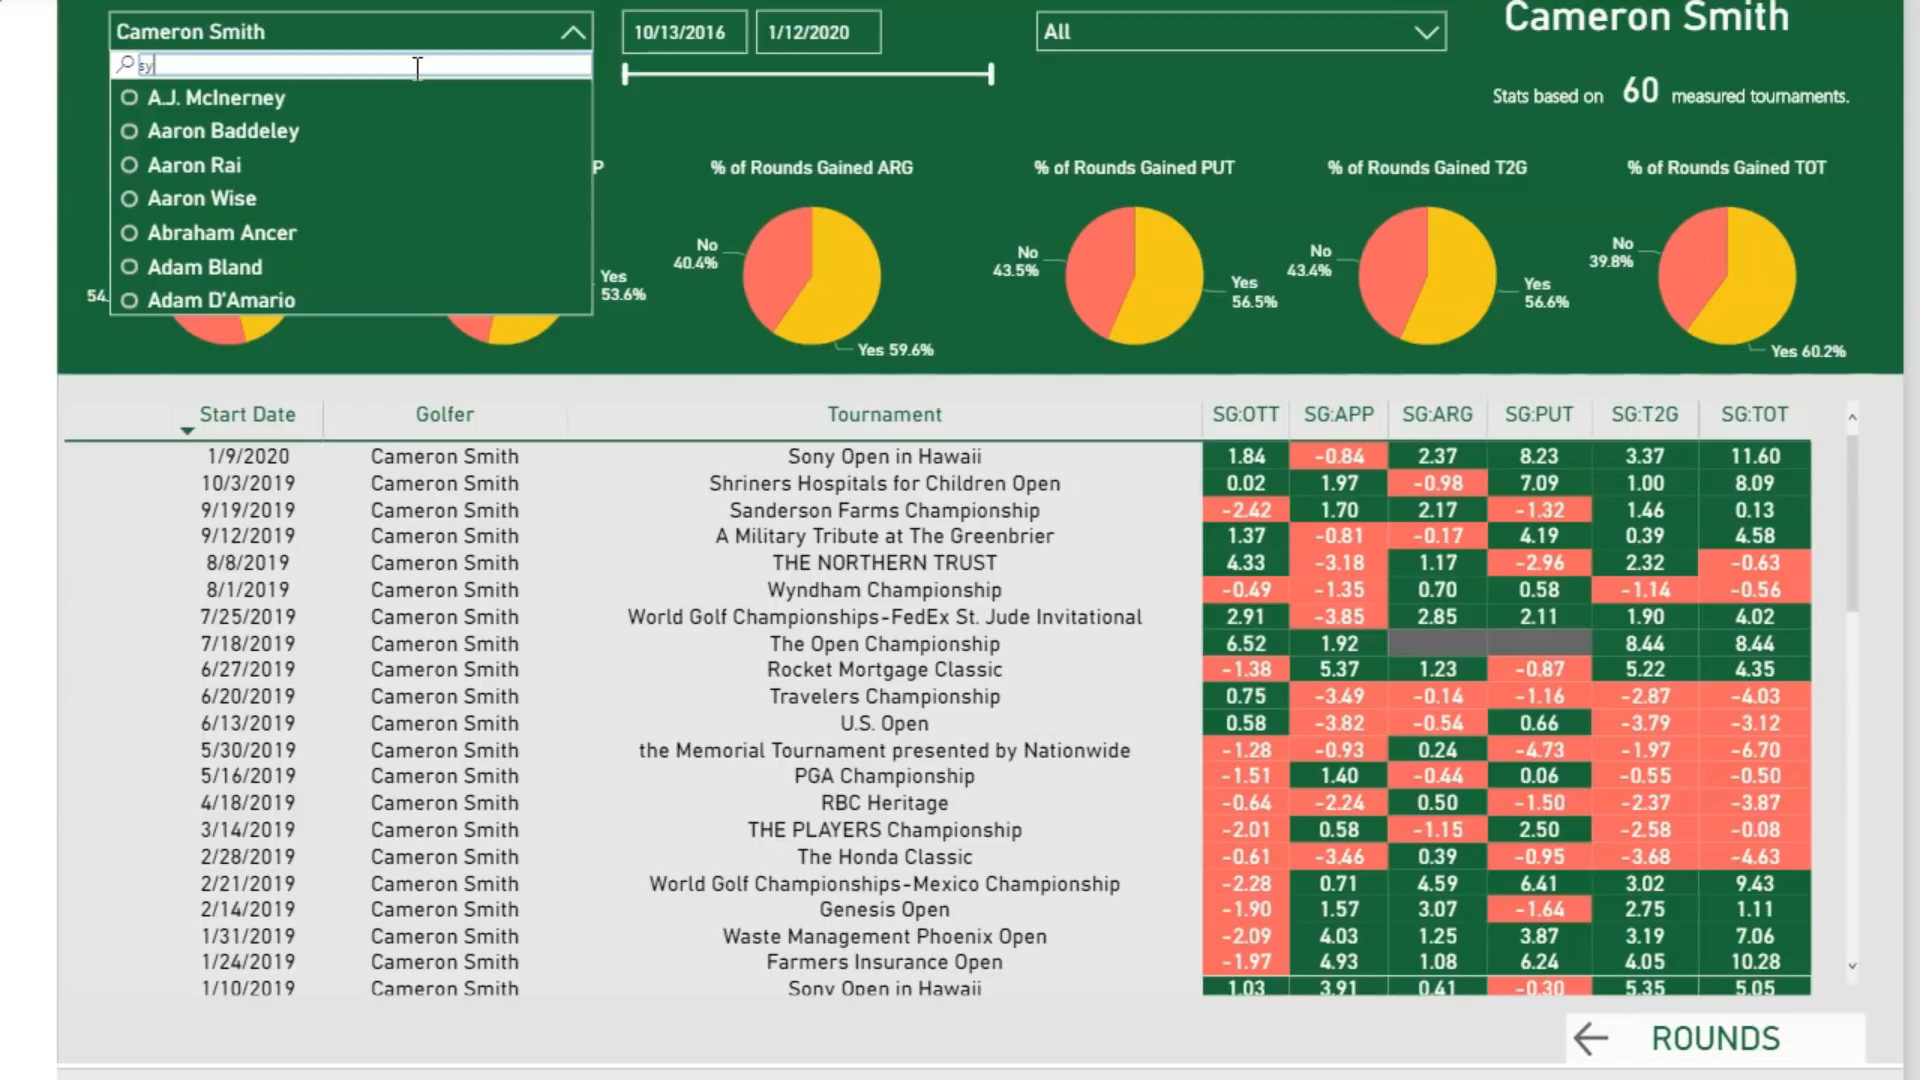 Cameron Smith
10/13/2016
1/12/2020
All
Cameron Smith
sy
Stats based on 60 measured tournaments.
A.J. McInerney
Aaron Baddeley
Aaron Rai
Aaron Wise
Abraham Ancer
Adam Bland
Adam D'Amario
P
% of Rounds Gained ARG
% of Rounds Gained PUT
% of Rounds Gained T2G
% of Rounds Gained TOT
54.
Yes
53.6%
No
40.4%
Yes 59.6%
No
43.5%
Yes
56.5%
No
43.4%
Yes
56.6%
No
39.8%
Yes 60.2%
Start Date Golfer Tournament SG:OTT SG:APP SG:ARG SG:PUT SG:T2G SG:TOT
1/9/2020 Cameron Smith Sony Open in Hawaii 1.84 -0.84 2.37 8.23 3.37 11.60
10/3/2019 Cameron Smith Shriners Hospitals for Children Open 0.02 1.97 -0.98 7.09 1.00 8.09
9/19/2019 Cameron Smith Sanderson Farms Championship -2.42 1.70 2.17 -1.32 1.46 0.13
9/12/2019 Cameron Smith A Military Tribute at The Greenbrier 1.37 -0.81 -0.17 4.19 0.39 4.58
8/8/2019 Cameron Smith THE NORTHERN TRUST 4.33 -3.18 1.17 -2.96 2.32 -0.63
8/1/2019 Cameron Smith Wyndham Championship -0.49 -1.35 0.70 0.58 -1.14 -0.56
7/25/2019 Cameron Smith World Golf Championships-FedEx St. Jude Invitational 2.91 -3.85 2.85 2.11 1.90 4.02
7/18/2019 Cameron Smith The Open Championship 6.52 1.92 8.44 8.44
6/27/2019 Cameron Smith Rocket Mortgage Classic -1.38 5.37 1.23 -0.87 5.22 4.35
6/20/2019 Cameron Smith Travelers Championship 0.75 -3.49 -0.14 -1.16 -2.87 -4.03
6/13/2019 Cameron Smith U.S. Open 0.58 -3.82 -0.54 0.66 -3.79 -3.12
5/30/2019 Cameron Smith the Memorial Tournament presented by Nationwide -1.28 -0.93 0.24 -4.73 -1.97 -6.70
5/16/2019 Cameron Smith PGA Championship -1.51 1.40 -0.44 0.06 -0.55 -0.50
4/18/2019 Cameron Smith RBC Heritage -0.64 -2.24 0.50 -1.50 -2.37 -3.87
3/14/2019 Cameron Smith THE PLAYERS Championship -2.01 0.58 -1.15 2.50 -2.58 -0.08
2/28/2019 Cameron Smith The Honda Classic -0.61 -3.46 0.39 -0.95 -3.68 -4.63
2/21/2019 Cameron Smith World Golf Championships-Mexico Championship -2.28 0.71 4.59 6.41 3.02 9.43
2/14/2019 Cameron Smith Genesis Open -1.90 1.57 3.07 -1.64 2.75 1.11
1/31/2019 Cameron Smith Waste Management Phoenix Open -2.09 4.03 1.25 3.87 3.19 7.06
1/24/2019 Cameron Smith Farmers Insurance Open -1.97 4.93 1.08 6.24 4.05 10.28
1/10/2019 Cameron Smith Sony Open in Hawaii 1.03 3.91 0.41 -0.30 5.35 5.05
ROUNDS